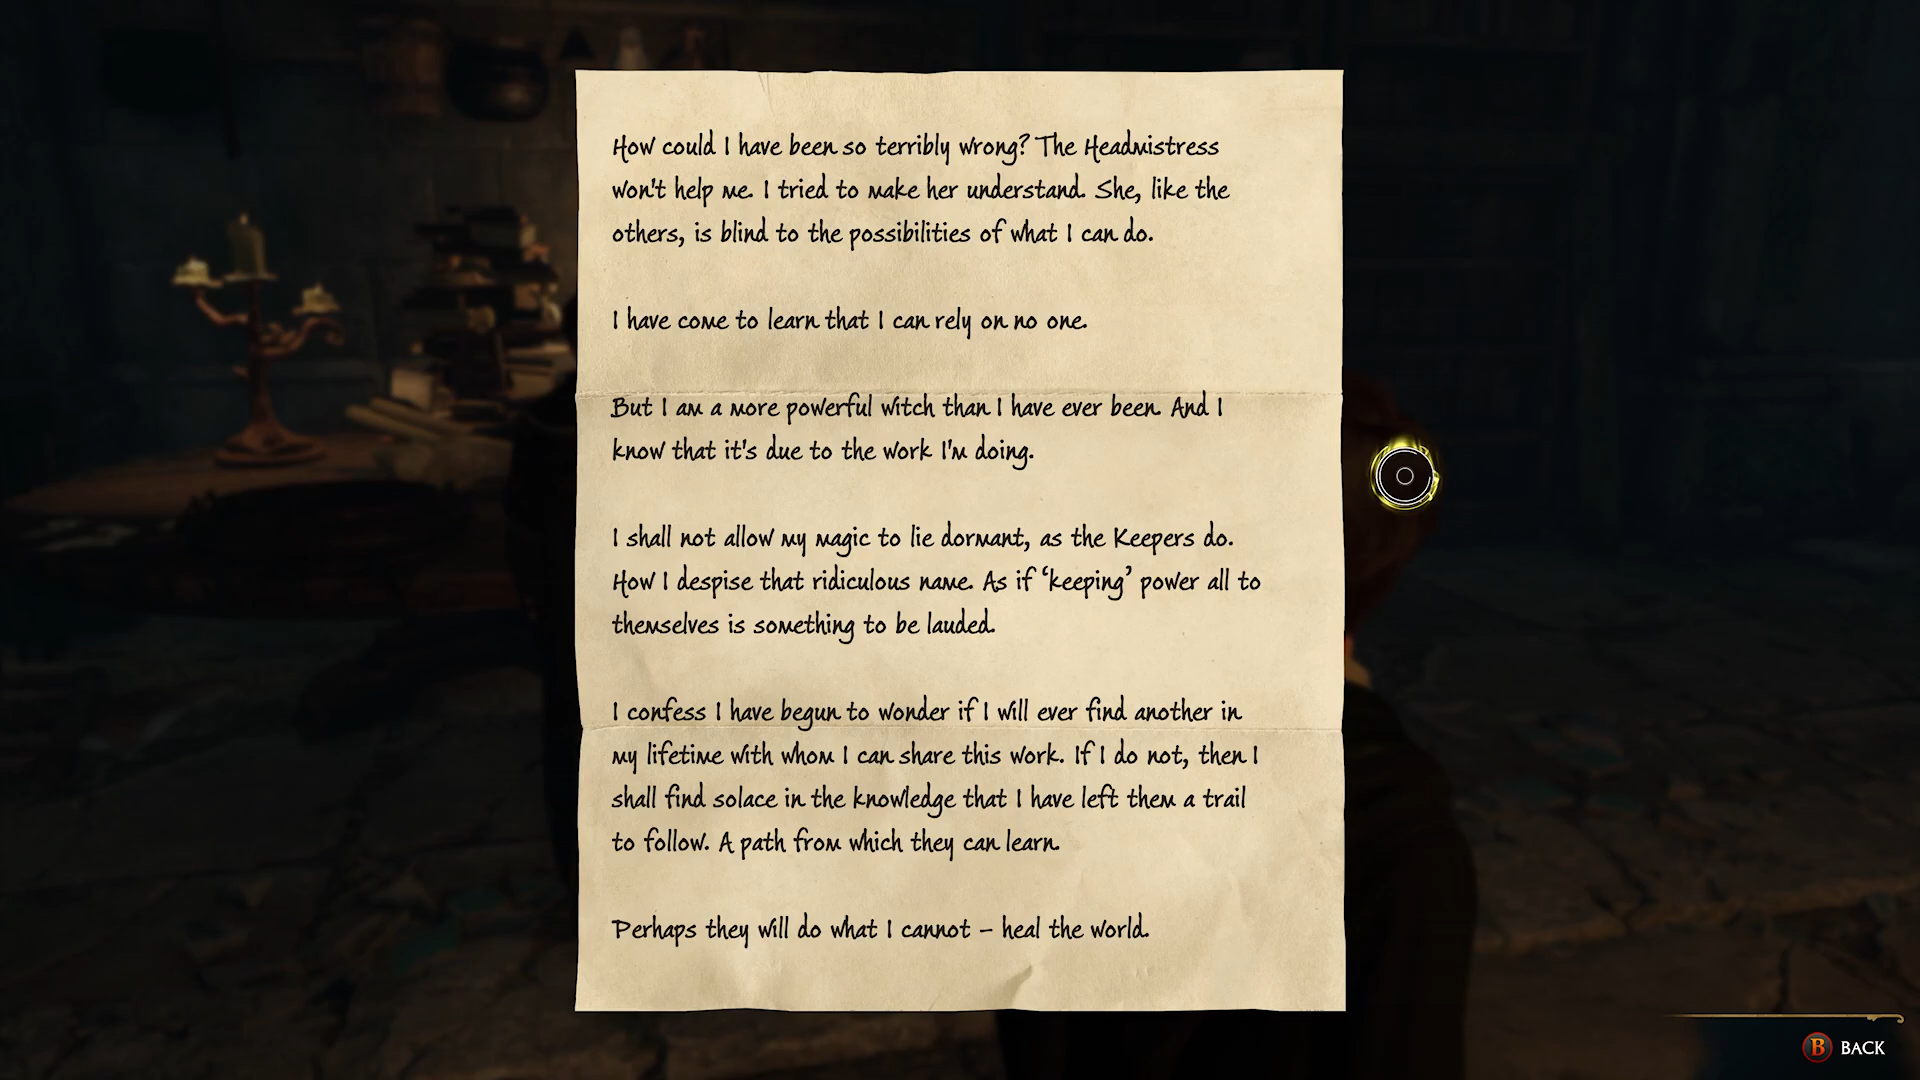 How could I have been so terribly wrong? The Headmistress
won't help me. I tried to make her understand. She, like the
others, is blind to the possibilities of what I can do.
I have come to learn that I can rely on no one.
But I am a more powerful witch than I have ever been. And I
know that it's due to the work I'm doing.
I shall not allow my magic to lie dormant, as the Keepers do.
How I despise that ridiculous name. As if ‘keeping’ power all to
themselves is something to be lauded.
I confess I have begun to wonder if I will ever find another in
my lifetime with whom I can share this work. If I do not, then I
shall find solace in the knowledge that I have left them a trail
to follow. A path from which they can learn.
Perhaps they will do what I cannot – heal the world.
B BACK